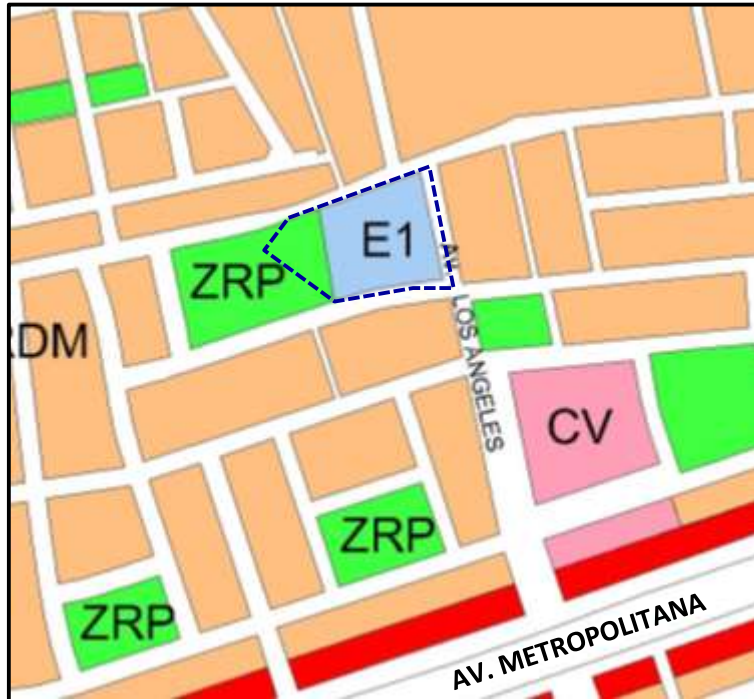 E1
AV.
ZRP
LOS ANGELES
RDM
CV
ZRP
ZRP
AV. METROPOLITANA